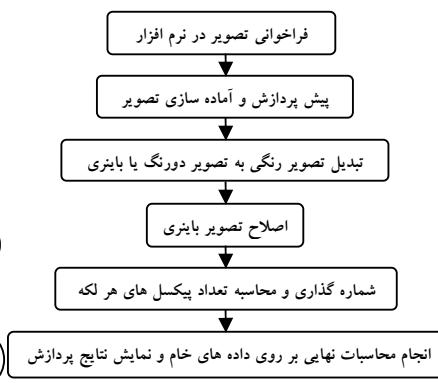 فراخوانی تصویر در نرم افزار
پیش پردازش و آماده سازی تصویر
تبدیل تصویر رنگی به تصویر دورنگ یا باینری
اصلاح تصویر باینری
شماره گذاری و محاسبه تعداد پیکسل های هر لکه
انجام محاسبات نهایی بر روی داده های خام و نمایش نتایج پردازش